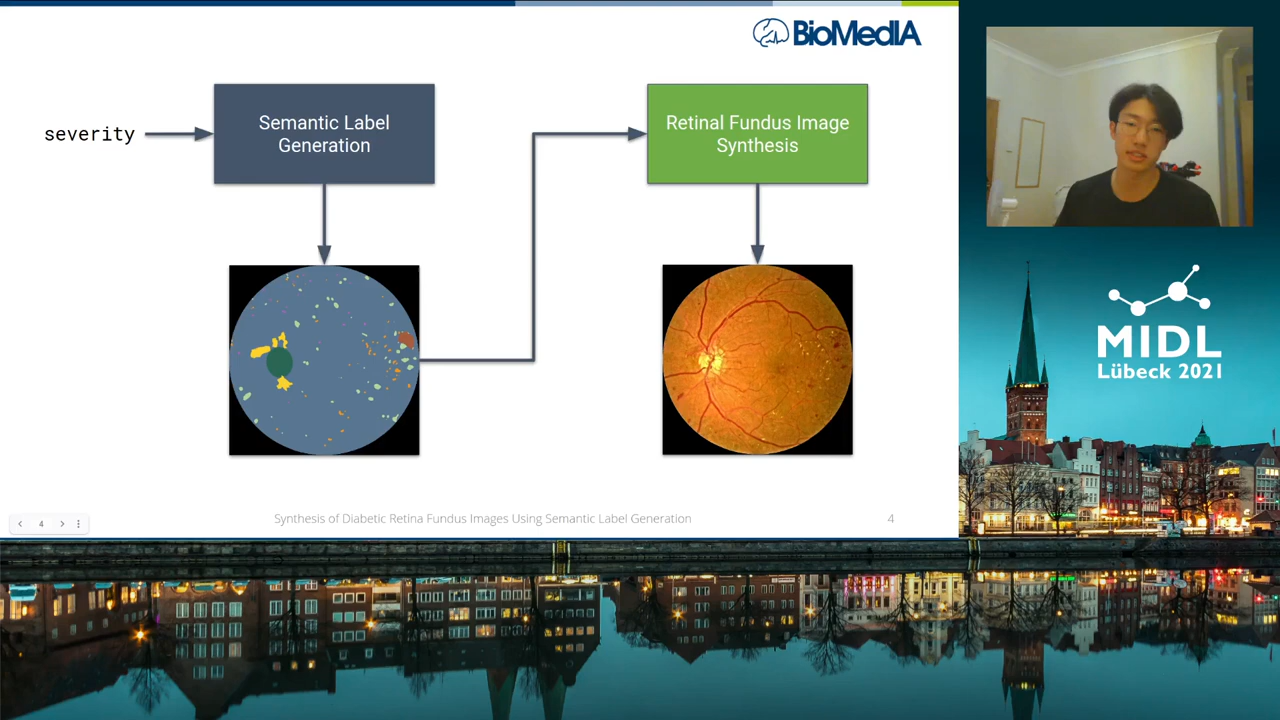 BioMedIA
severity
Semantic Label
Generation
Retinal Fundus Image
Synthesis
4
Synthesis of Diabetic Retina Fundus Images Using Semantic Label Generation
4
MIDL
Lübeck 2021